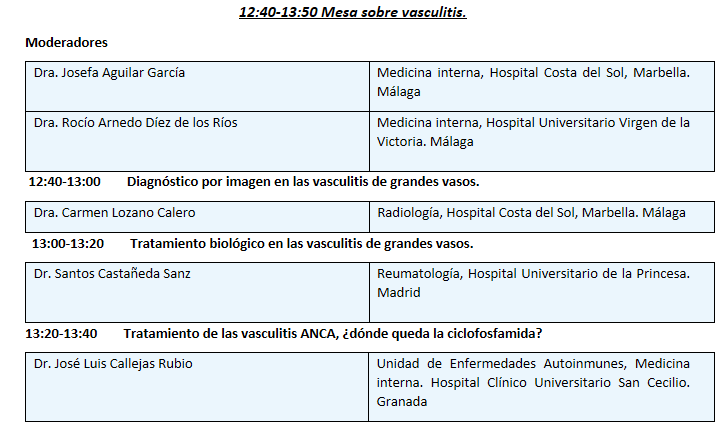 12:40-13:50 Mesa sobre vasculitis.
Moderadores
Dra. Josefa Aguilar García
Medicina interna, Hospital Costa del Sol, Marbella.
Málaga
Dra. Rocío Arnedo Díez de los Ríos
Medicina interna, Hospital Universitario Virgen de la
Victoria. Málaga
12:40-13:00 Diagnóstico por imagen en las vasculitis de grandes vasos.
Dra. Carmen Lozano Calero
Radiología, Hospital Costa del Sol, Marbella. Málaga
13:00-13:20 Tratamiento biológico en las vasculitis de grandes vasos.
Dr. Santos Castañeda Sanz
Reumatología, Hospital Universitario de la Princesa.
Madrid
13:20-13:40 Tratamiento de las vasculitis ANCA, ¿dónde queda la ciclofosfamida?
Dr. José Luis Callejas Rubio
Unidad de Enfermedades Autoinmunes, Medicina
interna. Hospital Clínico Universitario San Cecilio.
Granada